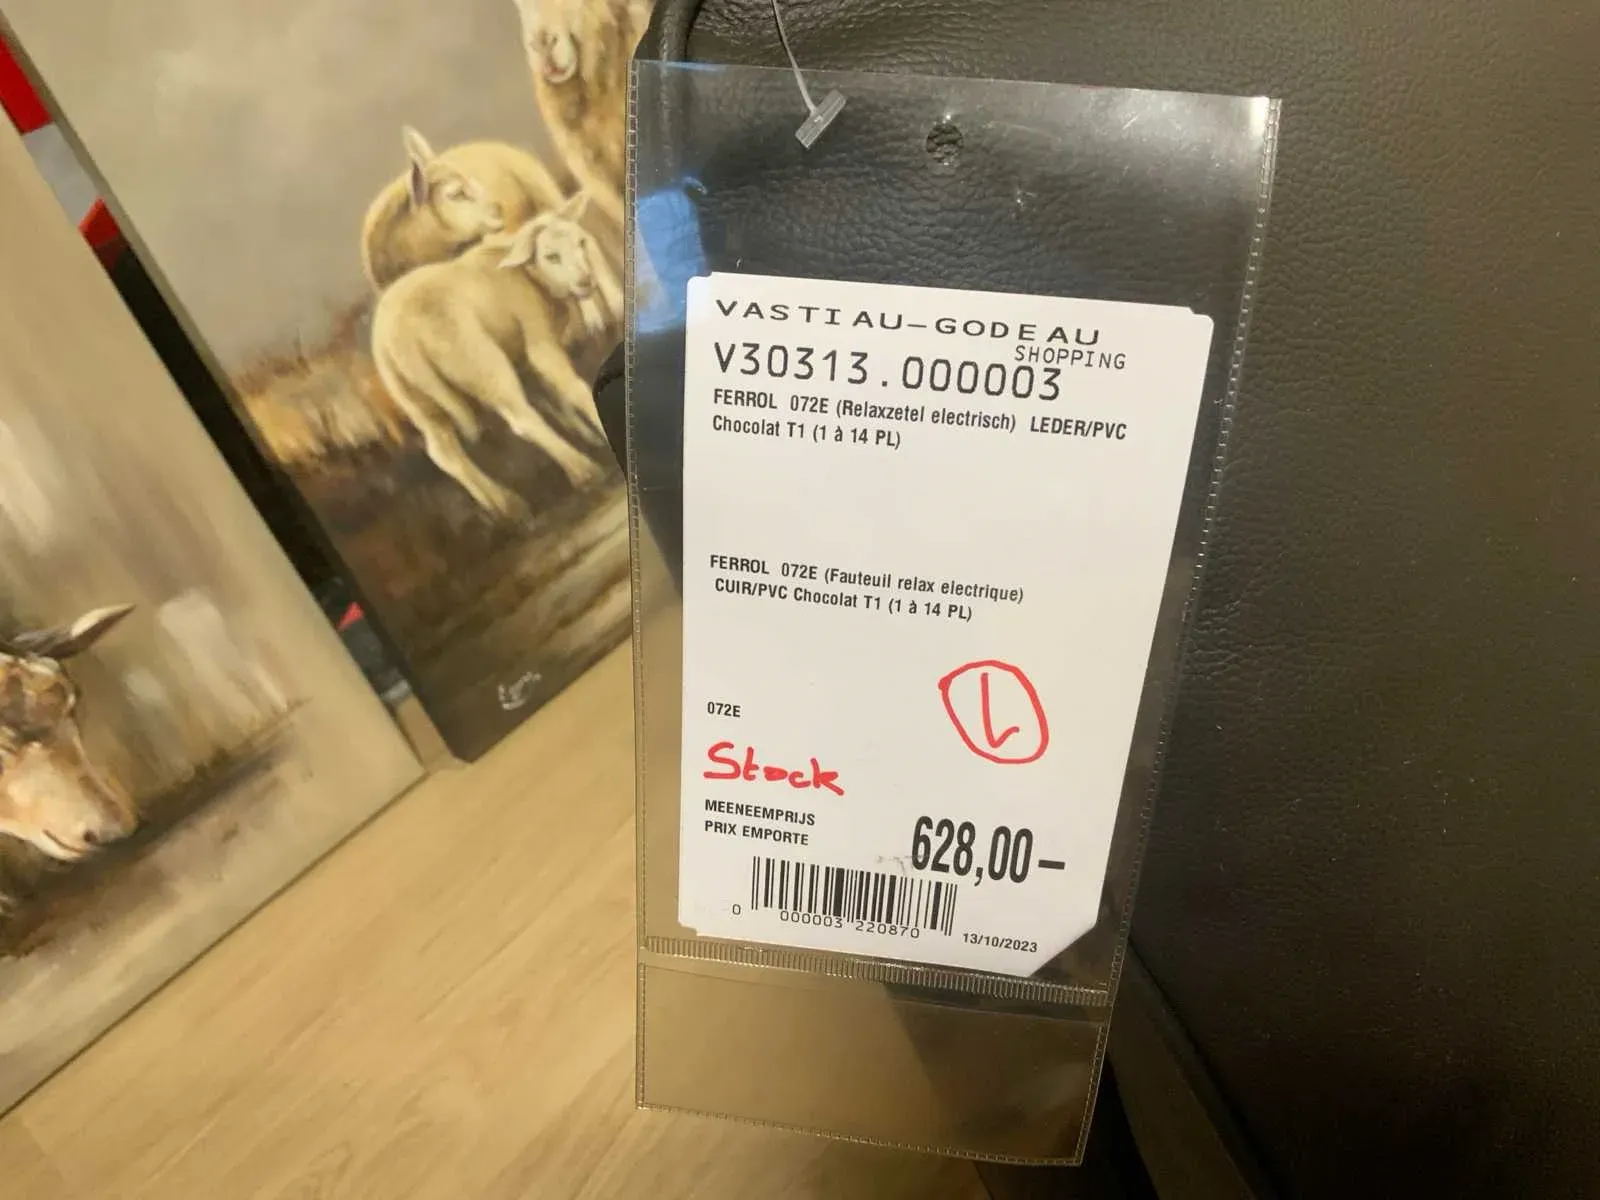 VASTIAU-GODEAU
SHOPPING
V30313.000003
FERROL 072E (Relaxzetel electrisch) LEDER/PVC
Chocolat T1 (1 à 14 PL)
FERROL 072E (Fauteuil relax electrique)
CUIR/PVC Chocolat T1 (1 à 14 PL)
072E
L
Stock
MEENEEMPRIJS
PRIX EMPORTE
628,00-
0 000003 220870
13/10/2023